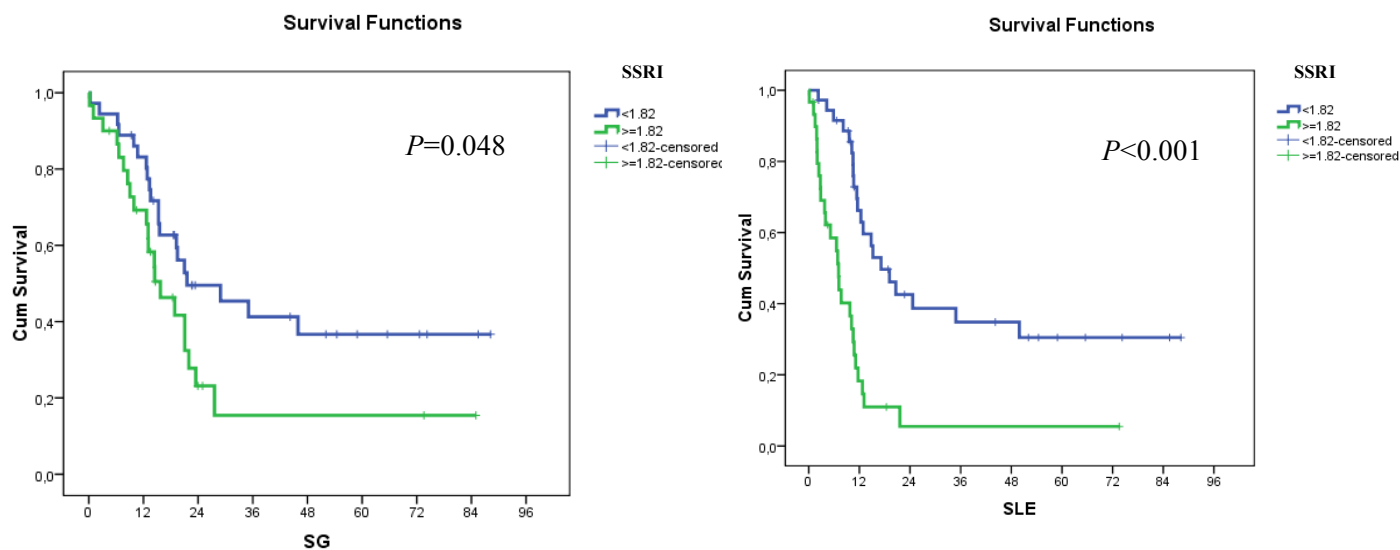 Survival Functions
SSRI
<1.82
>=1.82
<1.82-censored
>=1.82-censored
P=0.048
Cum Survival
1,0
0,8
0,6
0,4
0,2
0,0
0 12 24 36 48 60 72 84 96
SG
Survival Functions
SSRI
<1.82
>=1.82
<1.82-censored
>=1.82-censored
P<0.001
Cum Survival
1,0
0,8
0,6
0,4
0,2
0,0
0 12 24 36 48 60 72 84 96
SLE